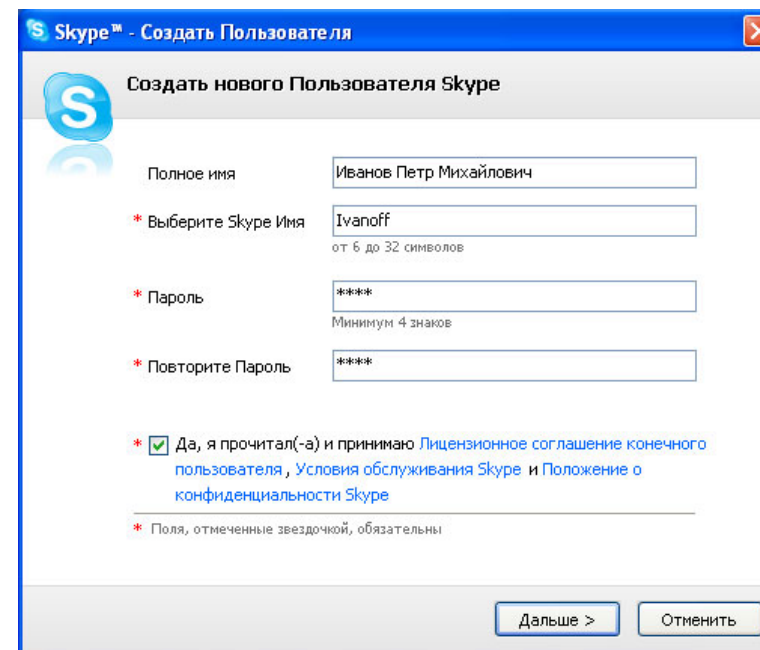 Skype™ - Создать Пользователя
Создать нового Пользователя Skype
S
Полное имя
Иванов Петр Михайлович
* Выберите Skype Имя
Ivanoff
от 6 до 32 символов
* Пароль
****
Минимум 4 знаков
* Повторите Пароль
****
* Да, я прочитал(-а) и принимаю Лицензионное соглашение конечного
пользователя , Условия обслуживания Skype и Положение о
конфиденциальности Skype
* Поля, отмеченные звездочкой, обязательны
Дальше > Отменить